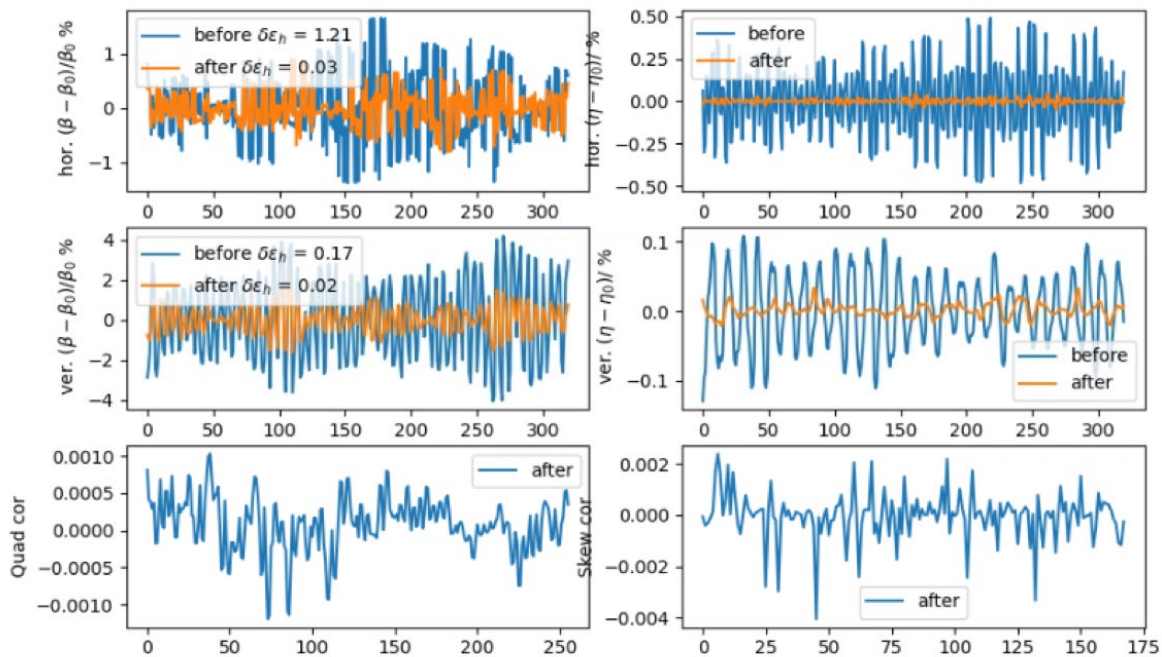 hor. (β − β₀)/β₀ %
before δεₕ = 1.21
after δεₕ = 0.03
1
0
−1
0 50 100 150 200 250 300
hor. (η − η₀)/ %
before
after
0.50
0.25
0.00
−0.25
−0.50
0 50 100 150 200 250 300
ver. (β − β₀)/β₀ %
before δεₕ = 0.17
after δεₕ = 0.02
4
2
0
−2
−4
0 50 100 150 200 250 300
ver. (η − η₀)/ %
before
after
0.1
0.0
−0.1
0 50 100 150 200 250 300
Quad cor
after
0.0010
0.0005
0.0000
−0.0005
−0.0010
0 50 100 150 200 250
Skew cor
after
0.002
0.000
−0.002
−0.004
0 25 50 75 100 125 150 175